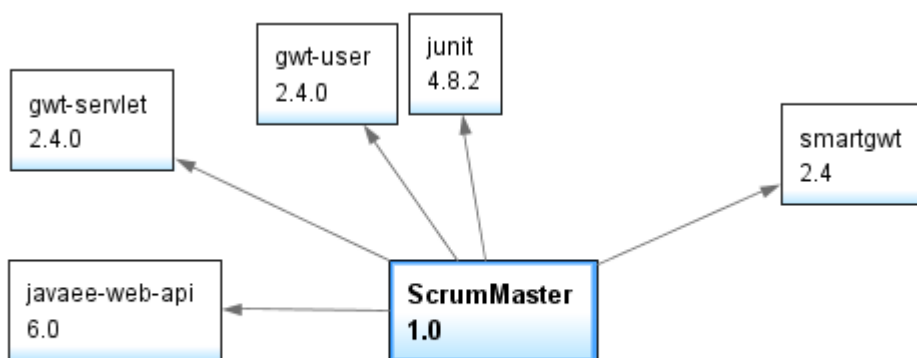 junit
4.8.2
gwt-user
2.4.0
gwt-servlet
2.4.0
smartgwt
2.4
javaee-web-api
6.0
ScrumMaster
1.0